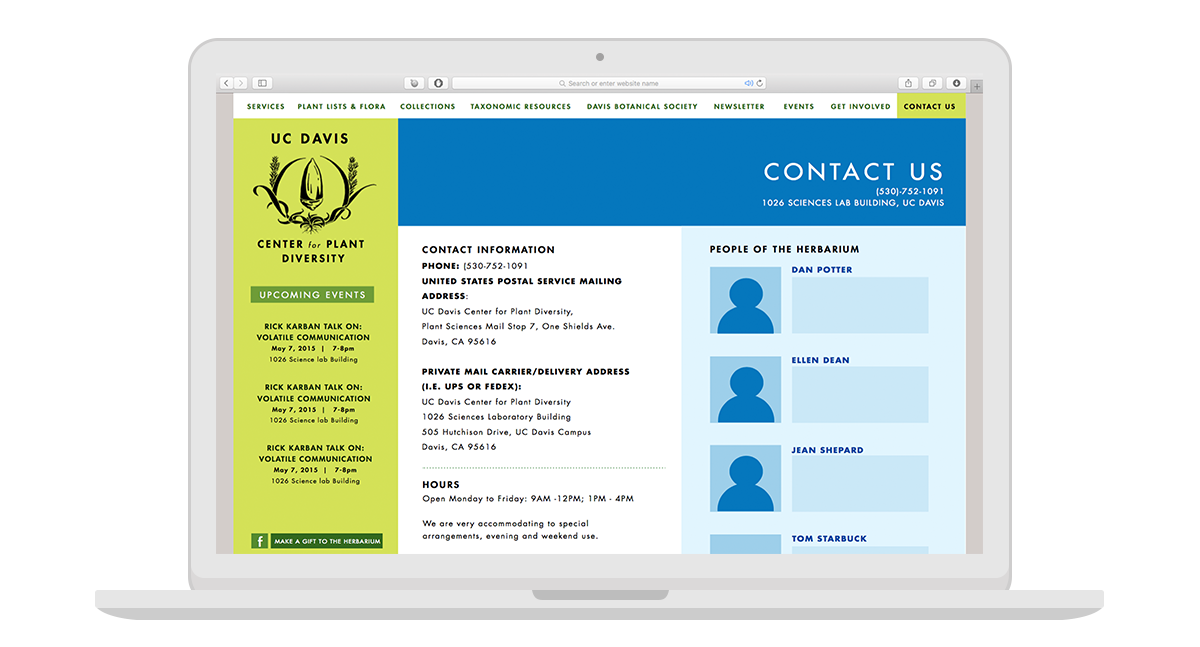 Search or enter website name
SERVICES PLANT LISTS & FLORA COLLECTIONS TAXONOMIC RESOURCES DAVIS BOTANICAL SOCIETY NEWSLETTER EVENTS GET INVOLVED CONTACT US
UC DAVIS
CENTER for PLANT
DIVERSITY
UPCOMING EVENTS
RICK KARBAN TALK ON:
VOLATILE COMMUNICATION
May 7, 2015 | 7-8pm
1026 Science lab Building
RICK KARBAN TALK ON:
VOLATILE COMMUNICATION
May 7, 2015 | 7-8pm
1026 Science lab Building
RICK KARBAN TALK ON:
VOLATILE COMMUNICATION
May 7, 2015 | 7-8pm
1026 Science lab Building
f MAKE A GIFT TO THE HERBARIUM
CONTACT US
(530)-752-1091
1026 SCIENCES LAB BUILDING, UC DAVIS
CONTACT INFORMATION
PHONE: (530-752-1091
UNITED STATES POSTAL SERVICE MAILING
ADDRESS:
UC Davis Center for Plant Diversity,
Plant Sciences Mail Stop 7, One Shields Ave.
Davis, CA 95616
PRIVATE MAIL CARRIER/DELIVERY ADDRESS
(I.E. UPS OR FEDEX):
UC Davis Center for Plant Diversity
1026 Sciences Laboratory Building
505 Hutchison Drive, UC Davis Campus
Davis, CA 95616
HOURS
Open Monday to Friday: 9AM -12PM; 1PM - 4PM
We are very accommodating to special
arrangements, evening and weekend use.
PEOPLE OF THE HERBARIUM
DAN POTTER
ELLEN DEAN
JEAN SHEPARD
TOM STARBUCK